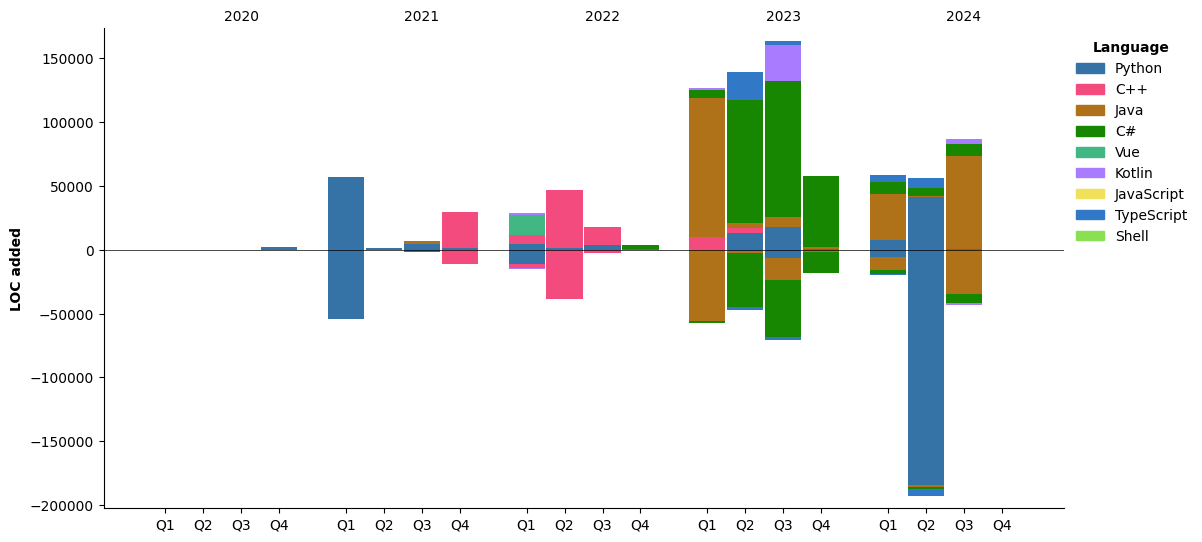 2020 2021 2022 2023 2024
Language
Python
C++
Java
C#
Vue
Kotlin
JavaScript
TypeScript
Shell
LOC added
150000
100000
50000
0
−50000
−100000
−150000
−200000
Q1 Q2 Q3 Q4 Q1 Q2 Q3 Q4 Q1 Q2 Q3 Q4 Q1 Q2 Q3 Q4 Q1 Q2 Q3 Q4